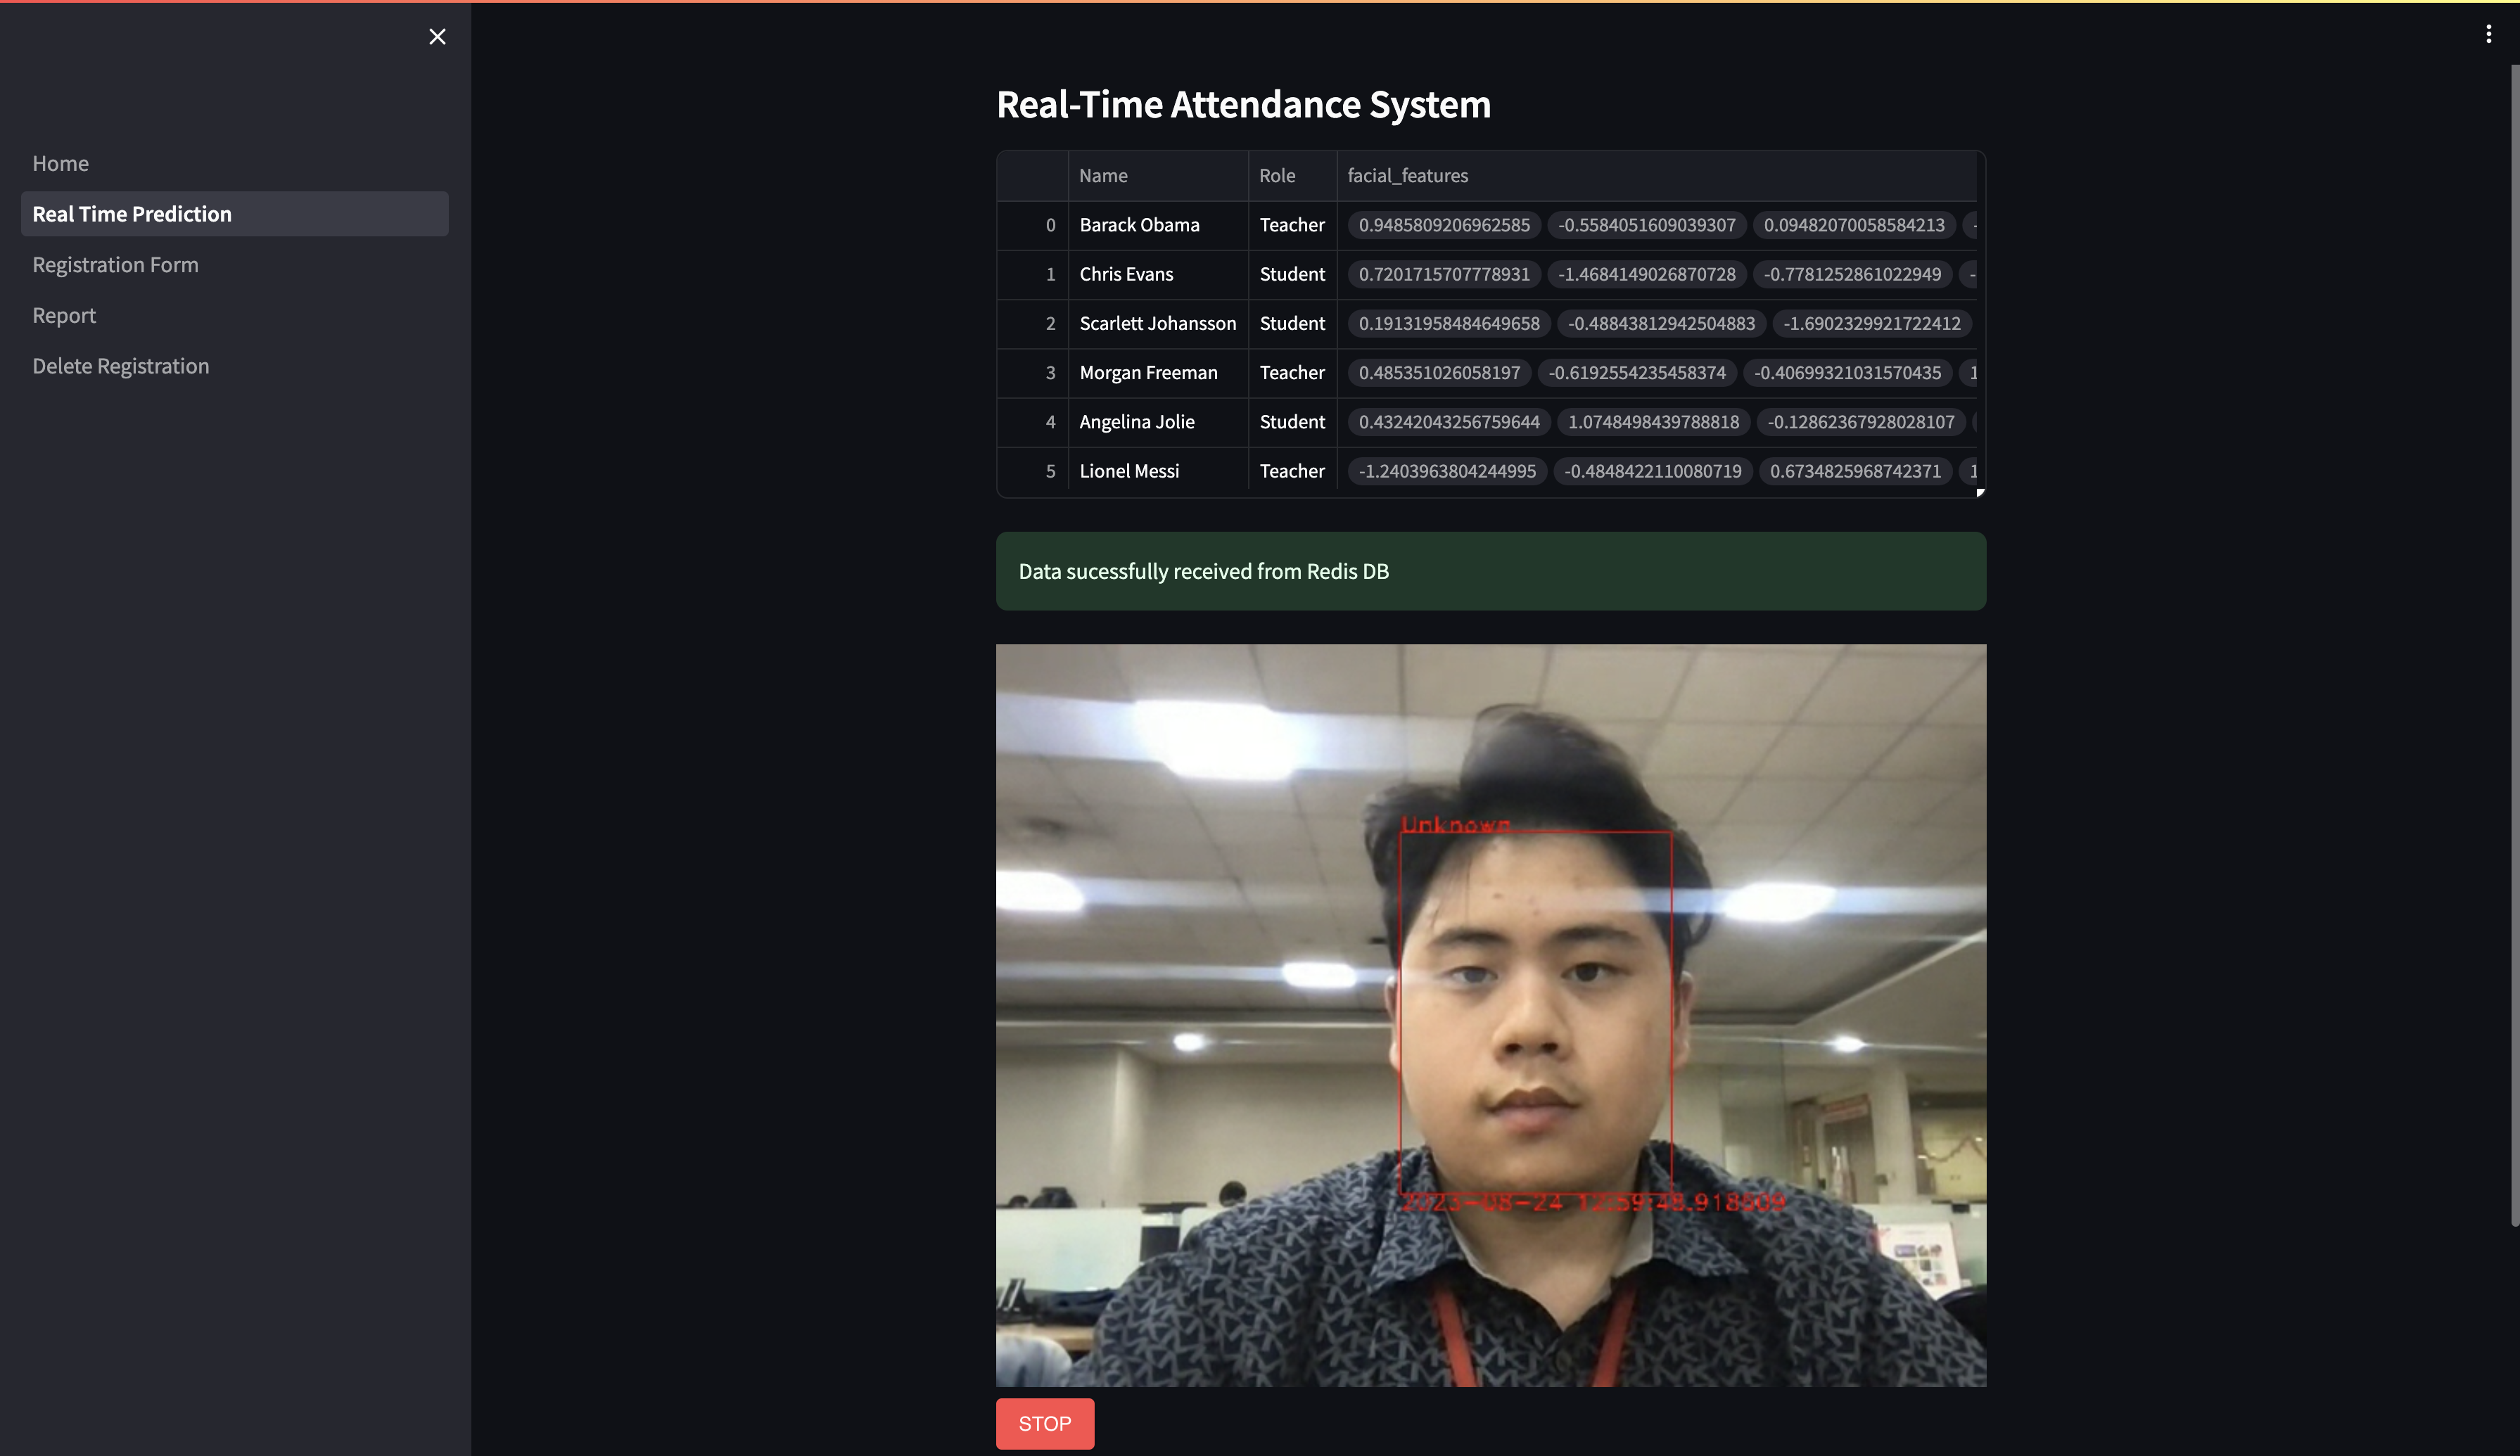 Real-Time Attendance System
Home
Real Time Prediction
Registration Form
Report
Delete Registration
Name Role facial_features
0 Barack Obama Teacher 0.9485809206962585 -0.5584051609039307 0.09482070058584213 -
1 Chris Evans Student 0.7201715707778931 -1.4684149026870728 -0.7781252861022949 -
2 Scarlett Johansson Student 0.19131958484649658 -0.48843812942504883 -1.6902329921722412
3 Morgan Freeman Teacher 0.485351026058197 -0.6192554235458374 -0.40699321031570435 1
4 Angelina Jolie Student 0.43242043256759644 1.0748498439788818 -0.12862367928028107
5 Lionel Messi Teacher -1.2403963804244995 -0.4848422110080719 0.6734825968742371 1
Data sucessfully received from Redis DB
Unknown
2023-08-24 12:59:48.918509
STOP